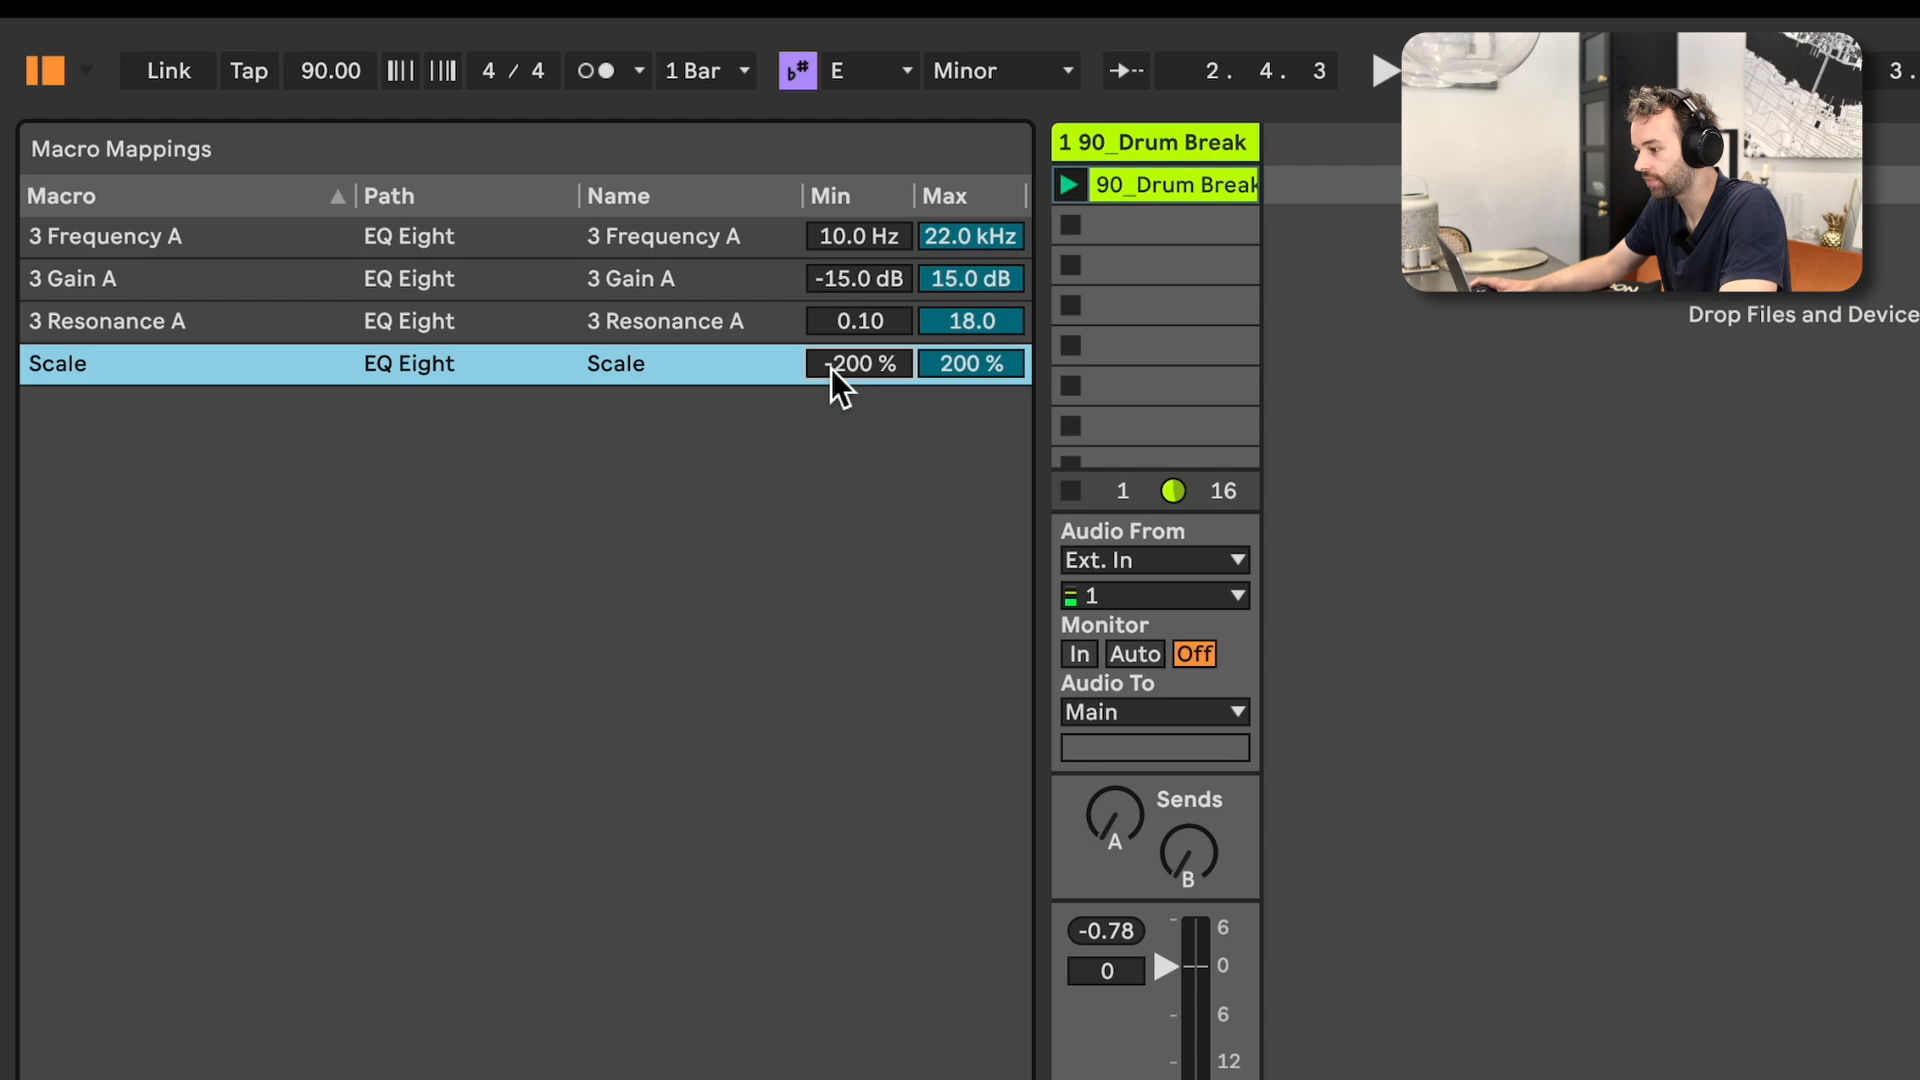 Link Tap 90.00 4 / 4 1 Bar b# E Minor 2. 4. 3 3.
Macro Mappings
Macro Path Name Min Max
3 Frequency A EQ Eight 3 Frequency A 10.0 Hz 22.0 kHz
3 Gain A EQ Eight 3 Gain A -15.0 dB 15.0 dB
3 Resonance A EQ Eight 3 Resonance A 0.10 18.0
Scale EQ Eight Scale -200 % 200 %
1 90_Drum Break
90_Drum Break
1 16
Audio From
Ext. In
1
Monitor
In Auto Off
Audio To
Main
Sends
A
B
-0.78
0
6
0
6
12
Drop Files and Device